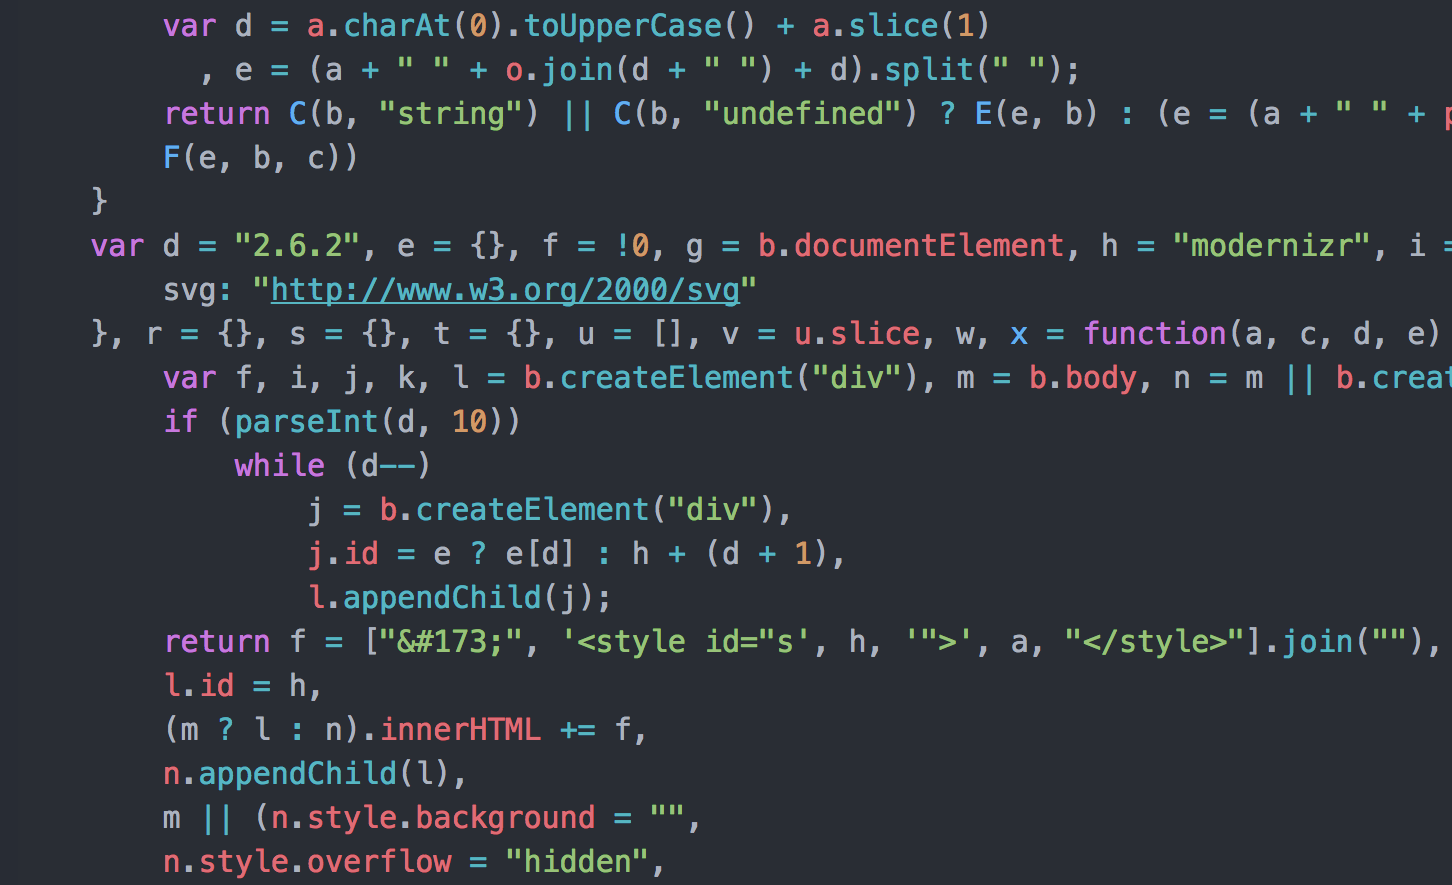 var d = a.charAt(0).toUpperCase() + a.slice(1)
, e = (a + " " + o.join(d + " ") + d).split(" ");
return C(b, "string") || C(b, "undefined") ? E(e, b) : (e = (a + " " + p
F(e, b, c))
}
var d = "2.6.2", e = {}, f = !0, g = b.documentElement, h = "modernizr", i =
svg: "http://www.w3.org/2000/svg"
}, r = {}, s = {}, t = {}, u = [], v = u.slice, w, x = function(a, c, d, e)
var f, i, j, k, l = b.createElement("div"), m = b.body, n = m || b.creat
if (parseInt(d, 10))
while (d--)
j = b.createElement("div"),
j.id = e ? e[d] : h + (d + 1),
l.appendChild(j);
return f = ["&#173;", '<style id="s', h, '">', a, "</style>"].join(""),
l.id = h,
(m ? l : n).innerHTML += f,
n.appendChild(l),
m || (n.style.background = "",
n.style.overflow = "hidden",